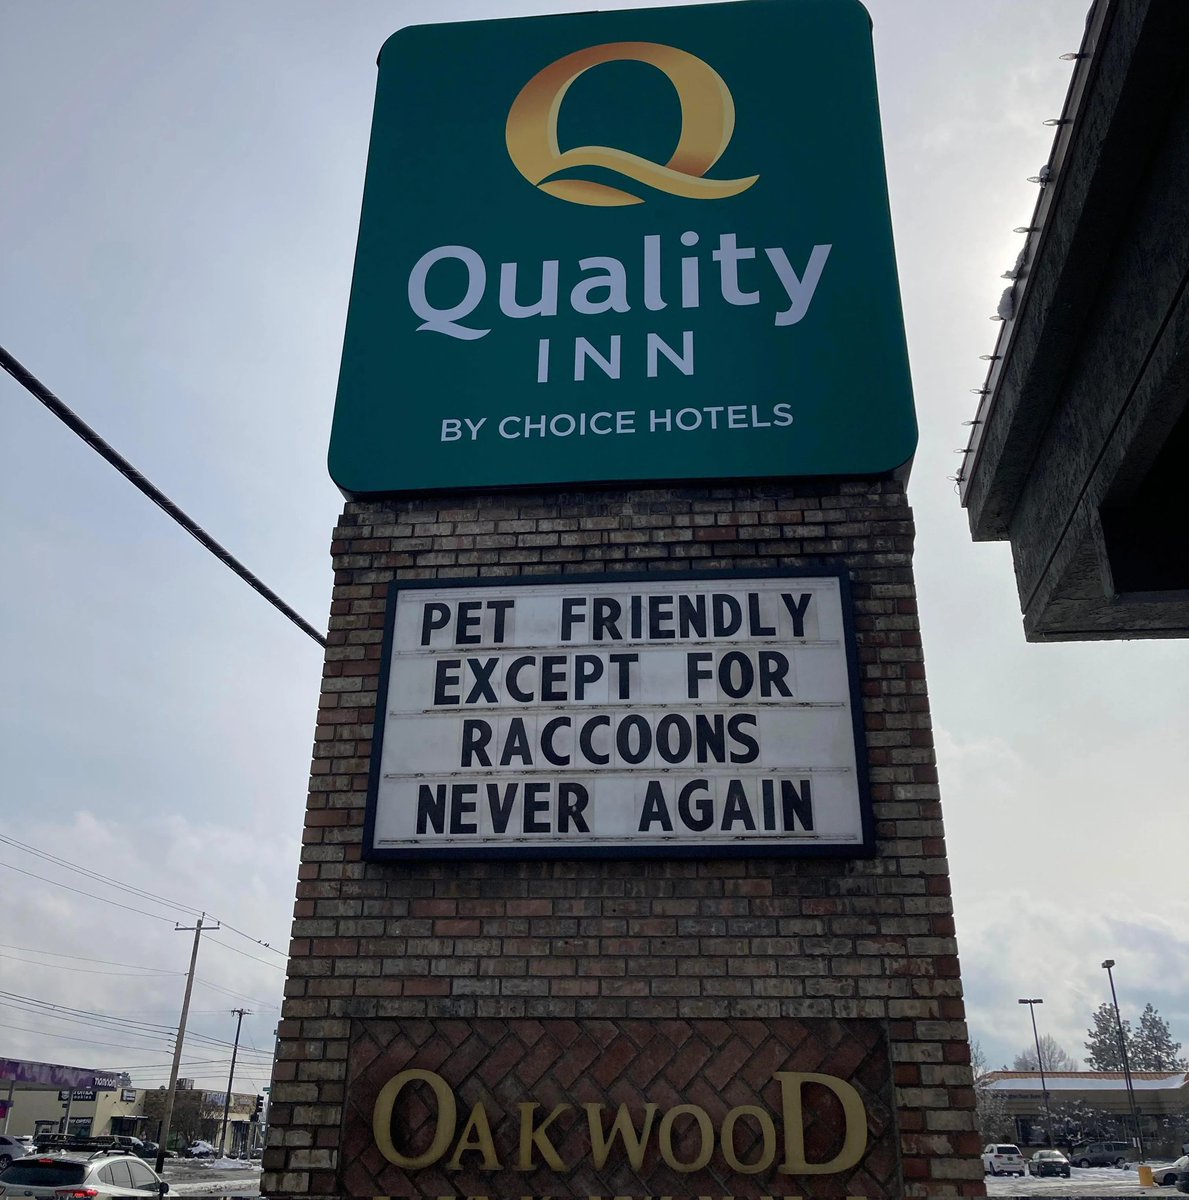 Quality
INN
BY CHOICE HOTELS
PET FRIENDLY
EXCEPT FOR
RACCOONS
NEVER AGAIN
OAKWOOD